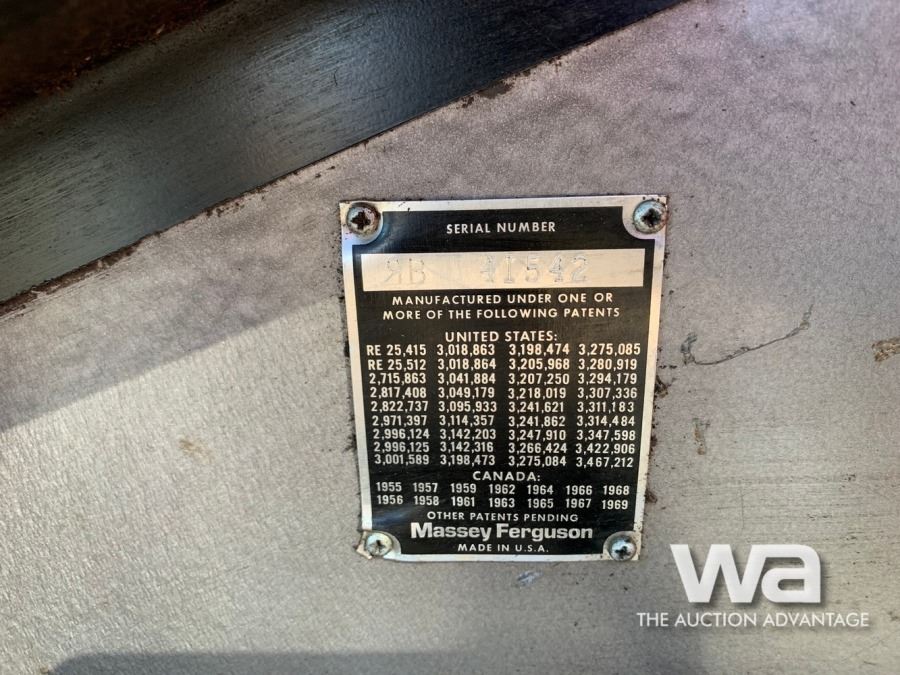 SERIAL NUMBER
ЯB 41542
MANUFACTURED UNDER ONE OR
MORE OF THE FOLLOWING PATENTS
UNITED STATES:
RE 25,415 3,018,863 3,198,474 3,275,085
RE 25,512 3,018,864 3,205,968 3,280,919
2,715,863 3,041,884 3,207,250 3,294,179
2,817,408 3,049,179 3,218,019 3,307,336
2,822,737 3,095,933 3,241,621 3,311,183
2,971,397 3,114,357 3,241,862 3,314,484
2,996,124 3,142,203 3,247,910 3,347,598
2,996,125 3,142,316 3,266,424 3,422,906
3,001,589 3,198,473 3,275,084 3,467,212
CANADA:
1955 1957 1959 1962 1964 1966 1968
1956 1958 1961 1963 1965 1967 1969
OTHER PATENTS PENDING
Massey Ferguson
MADE IN U.S.A.
wa
THE AUCTION ADVANTAGE